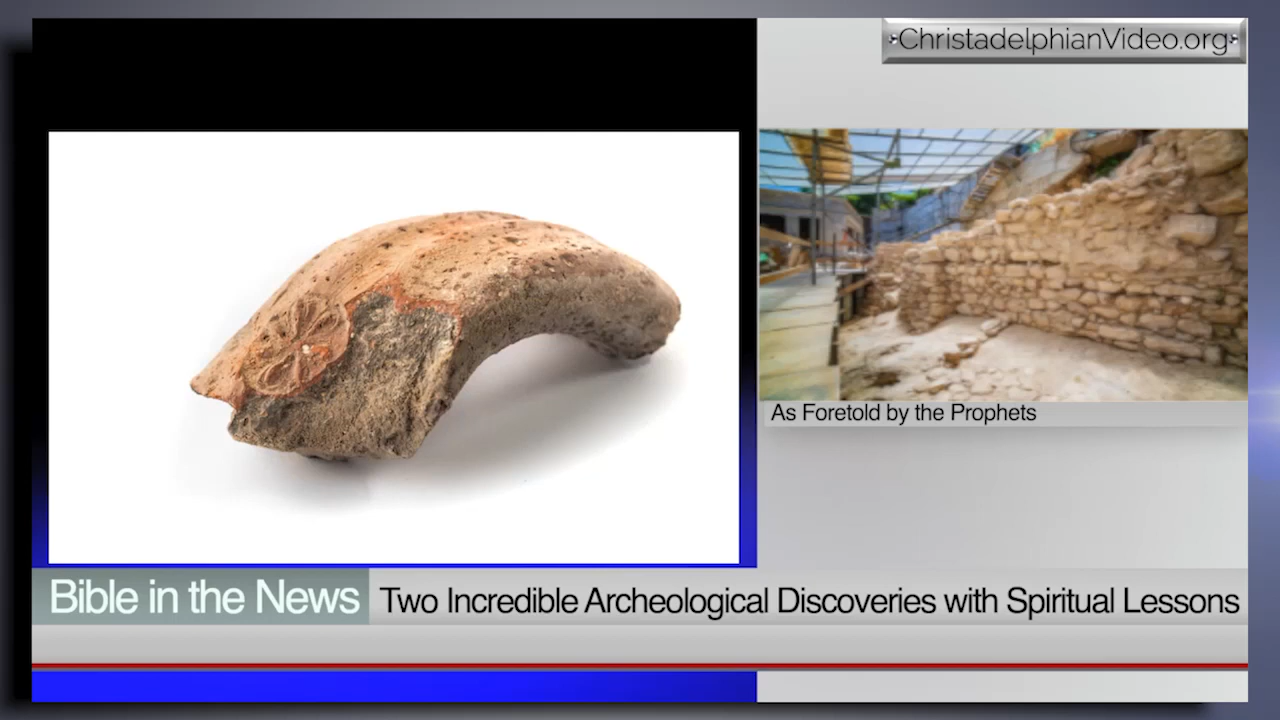 ChristadelphianVideo.org
As Foretold by the Prophets
Bible in the News
Two Incredible Archeological Discoveries with Spiritual Lessons